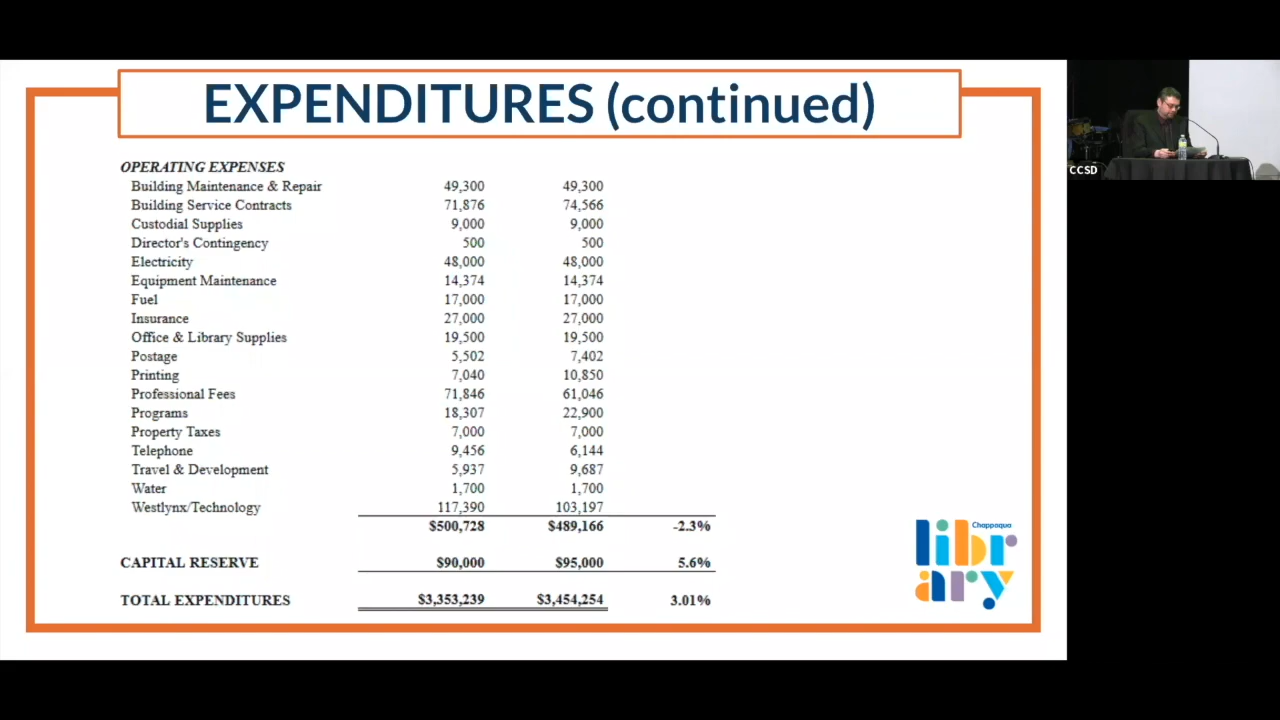 EXPENDITURES (continued)
OPERATING EXPENSES
Building Maintenance & Repair 49,300 49,300
Building Service Contracts 71,876 74,566
Custodial Supplies 9,000 9,000
Director's Contingency 500 500
Electricity 48,000 48,000
Equipment Maintenance 14,374 14,374
Fuel 17,000 17,000
Insurance 27,000 27,000
Office & Library Supplies 19,500 19,500
Postage 5,502 7,402
Printing 7,040 10,850
Professional Fees 71,846 61,046
Programs 18,307 22,900
Property Taxes 7,000 7,000
Telephone 9,456 6,144
Travel & Development 5,937 9,687
Water 1,700 1,700
Westlynx/Technology 117,390 103,197
$500,728 $489,166 -2.3%
CAPITAL RESERVE $90,000 $95,000 5.6%
TOTAL EXPENDITURES $3,353,239 $3,454,254 3.01%
Chappaqua
libr
ary
CCSD